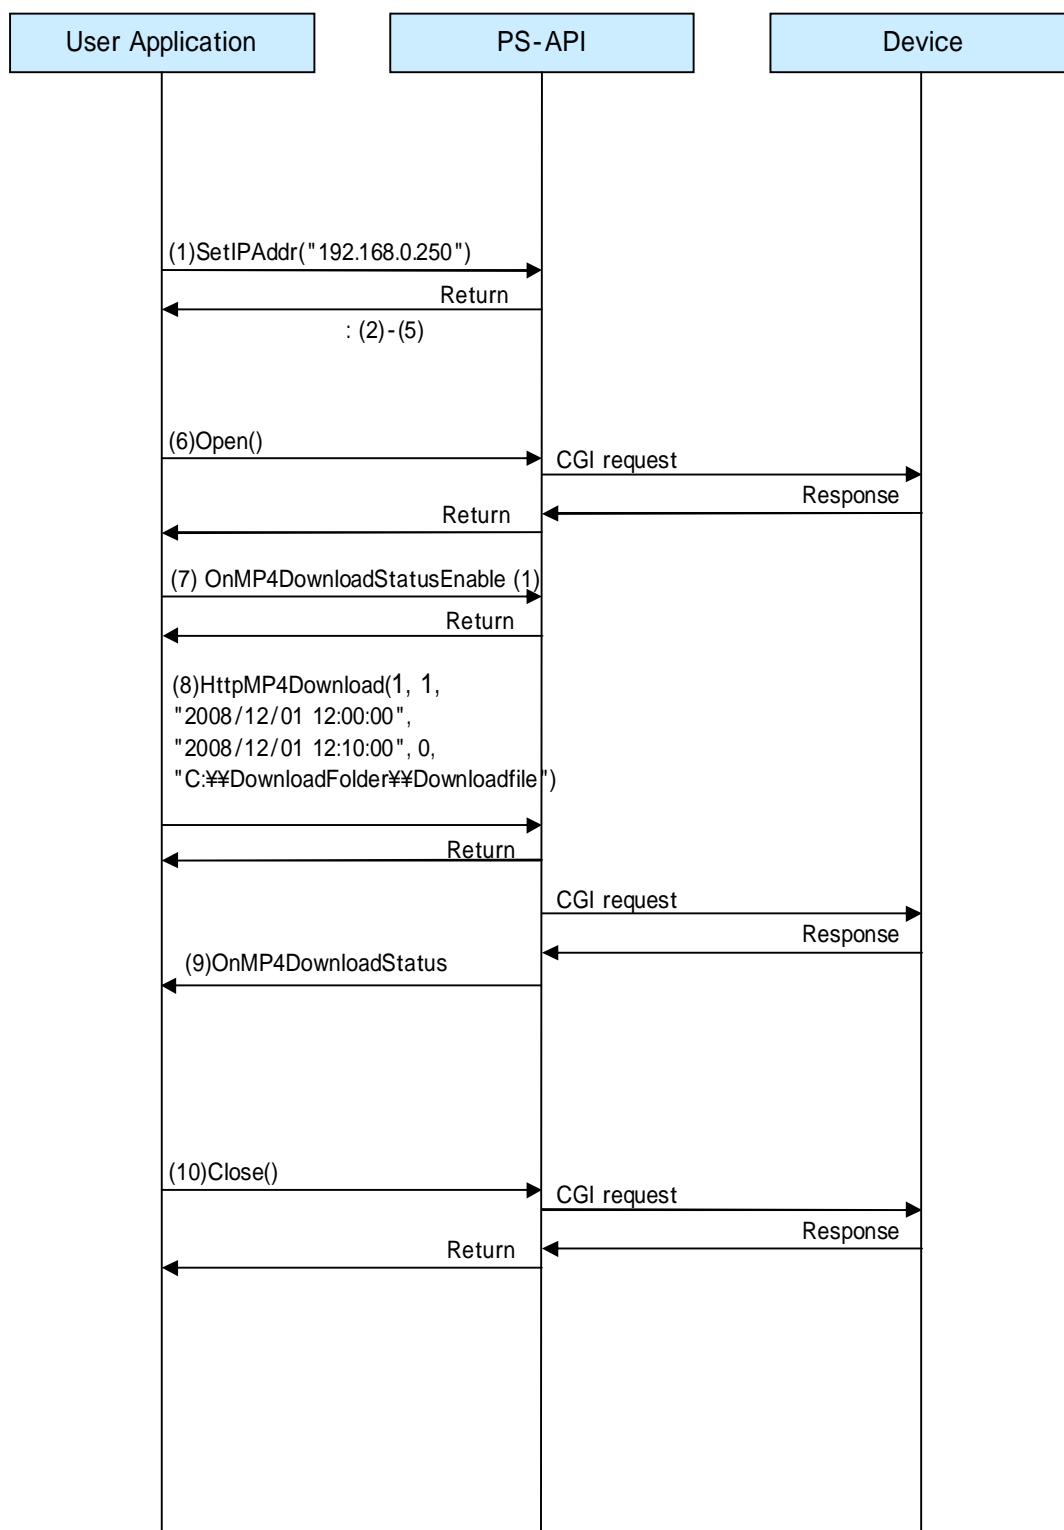 User Application
PS-API
Device
(1)SetIPAddr("192.168.0.250")
Return
: (2)-(5)
(6)Open()
CGI request
Response
Return
(7) OnMP4DownloadStatusEnable (1)
Return
(8)HttpMP4Download(1, 1,
"2008/12/01 12:00:00",
"2008/12/01 12:10:00", 0,
"C:¥¥DownloadFolder¥¥Downloadfile")
Return
CGI request
Response
(9)OnMP4DownloadStatus
(10)Close()
CGI request
Response
Return